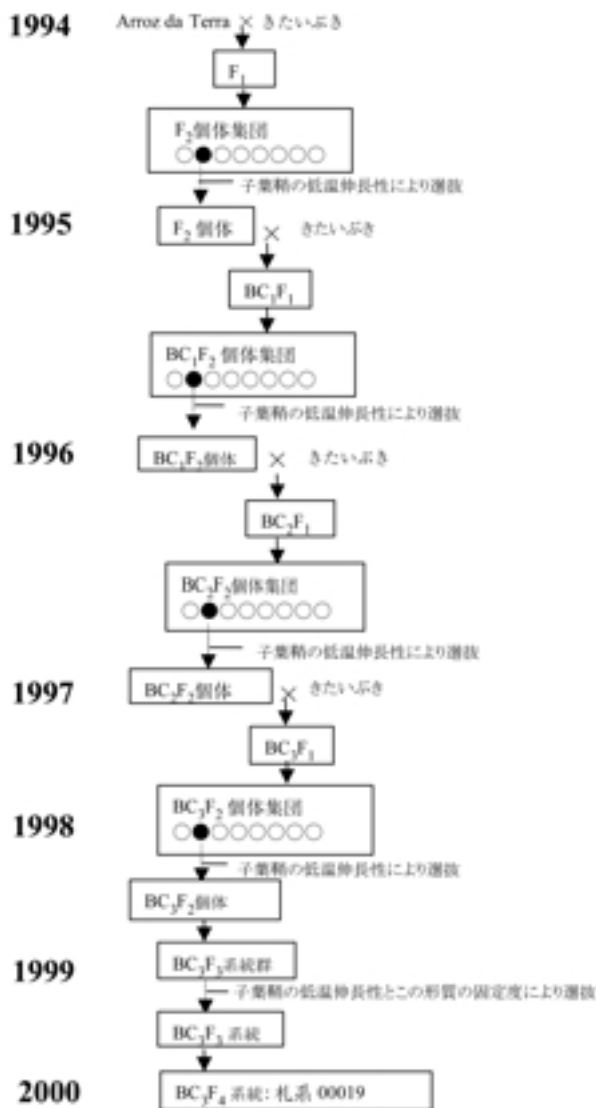 1994
Arroz da Terra × きたいぶき
F1
F2個体集団
子葉鞘の低温伸長性により選抜
1995
F2 個体 × きたいぶき
BC1F1
BC1F2 個体集団
子葉鞘の低温伸長性により選抜
1996
BC1F2個体 × きたいぶき
BC2F1
BC2F2個体集団
子葉鞘の低温伸長性により選抜
1997
BC2F2個体 × きたいぶき
BC3F1
BC3F2 個体集団
1998
子葉鞘の低温伸長性により選抜
BC3F2個体
BC3F3系統群
1999
子葉鞘の低温伸長性とこの形質の固定度により選抜
BC3F3 系統
2000
BC3F4 系統: 札系 00019